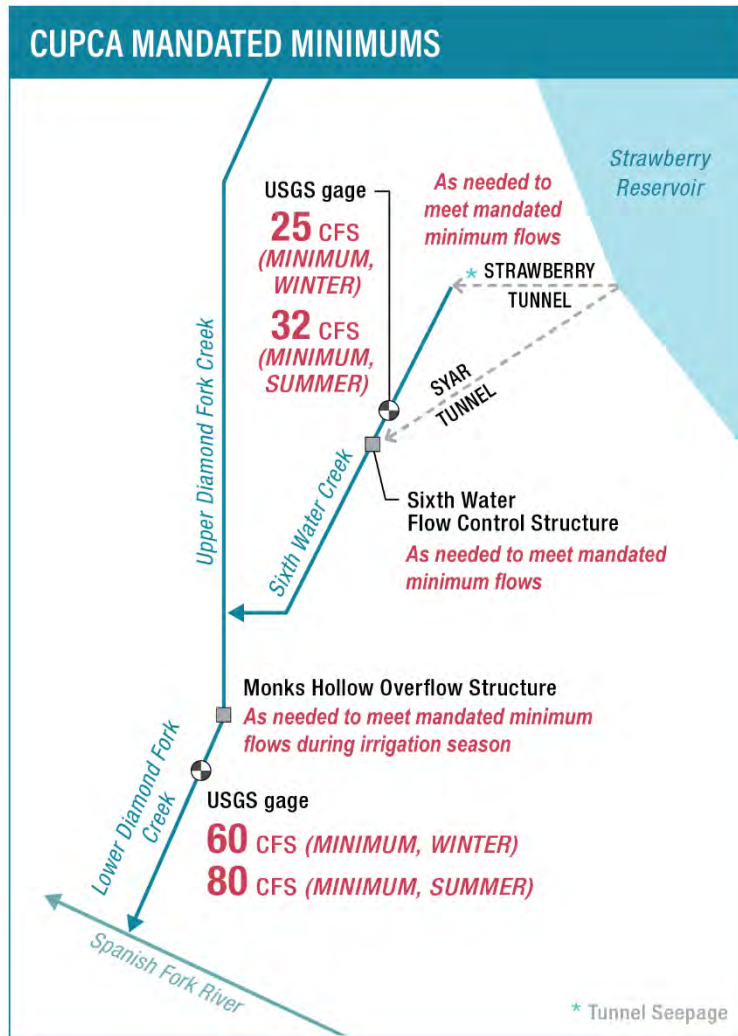 CUPCA MANDATED MINIMUMS
Strawberry
Reservoir
USGS gage
25 CFS
(MINIMUM,
WINTER)
32 CFS
(MINIMUM,
SUMMER)
As needed to
meet mandated
minimum flows
* STRAWBERRY
TUNNEL
SYAR
TUNNEL
Upper Diamond Fork Creek
Sixth Water Creek
Sixth Water
Flow Control Structure
As needed to meet mandated
minimum flows
Monks Hollow Overflow Structure
As needed to meet mandated minimum
flows during irrigation season
Lower Diamond Fork
Creek
USGS gage
60 CFS (MINIMUM, WINTER)
80 CFS (MINIMUM, SUMMER)
Spanish Fork River
* Tunnel Seepage